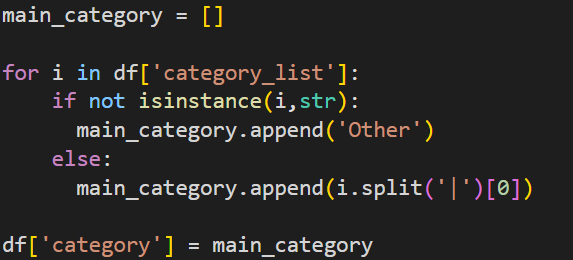 main_category = []
for i in df['category_list']:
    if not isinstance(i,str):
      main_category.append('Other')
    else:
      main_category.append(i.split('|')[0])
df['category'] = main_category